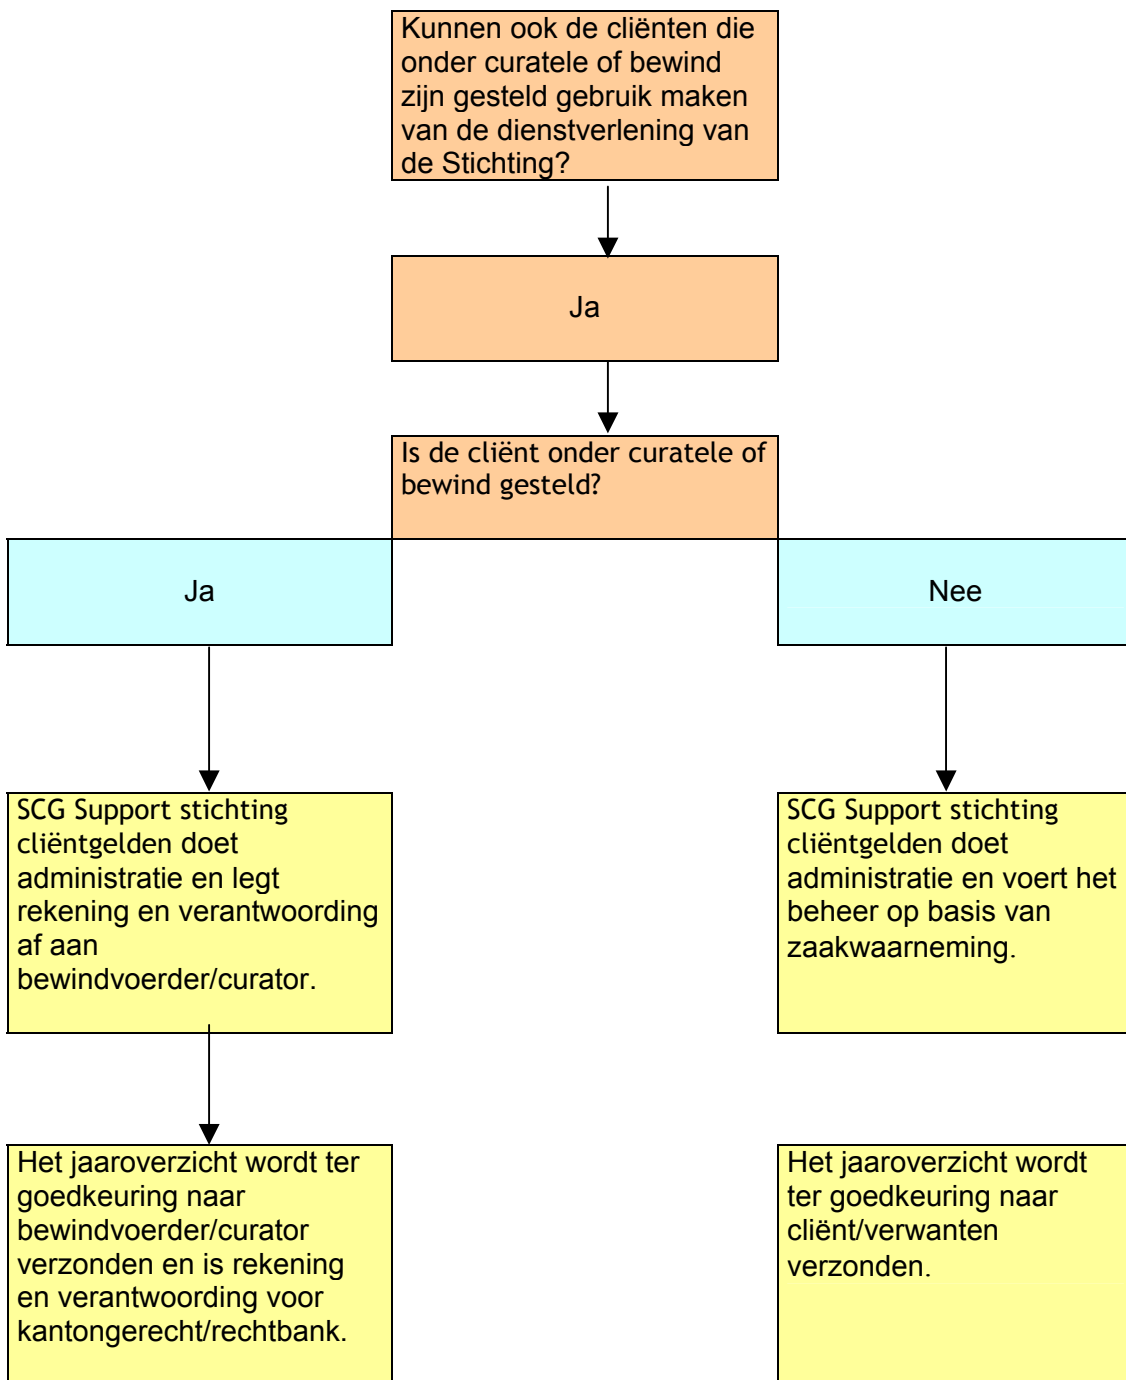 Kunnen ook de cliënten die
onder curatele of bewind
zijn gesteld gebruik maken
van de dienstverlening van
de Stichting?
Ja
Is de cliënt onder curatele of
bewind gesteld?
Ja
Nee
SCG Support stichting
cliëntgelden doet
administratie en legt
rekening en verantwoording
af aan
bewindvoerder/curator.
SCG Support stichting
cliëntgelden doet
administratie en voert het
beheer op basis van
zaakwaarneming.
Het jaaroverzicht wordt ter
goedkeuring naar
bewindvoerder/curator
verzonden en is rekening
en verantwoording voor
kantongerecht/rechtbank.
Het jaaroverzicht wordt
ter goedkeuring naar
cliënt/verwanten
verzonden.